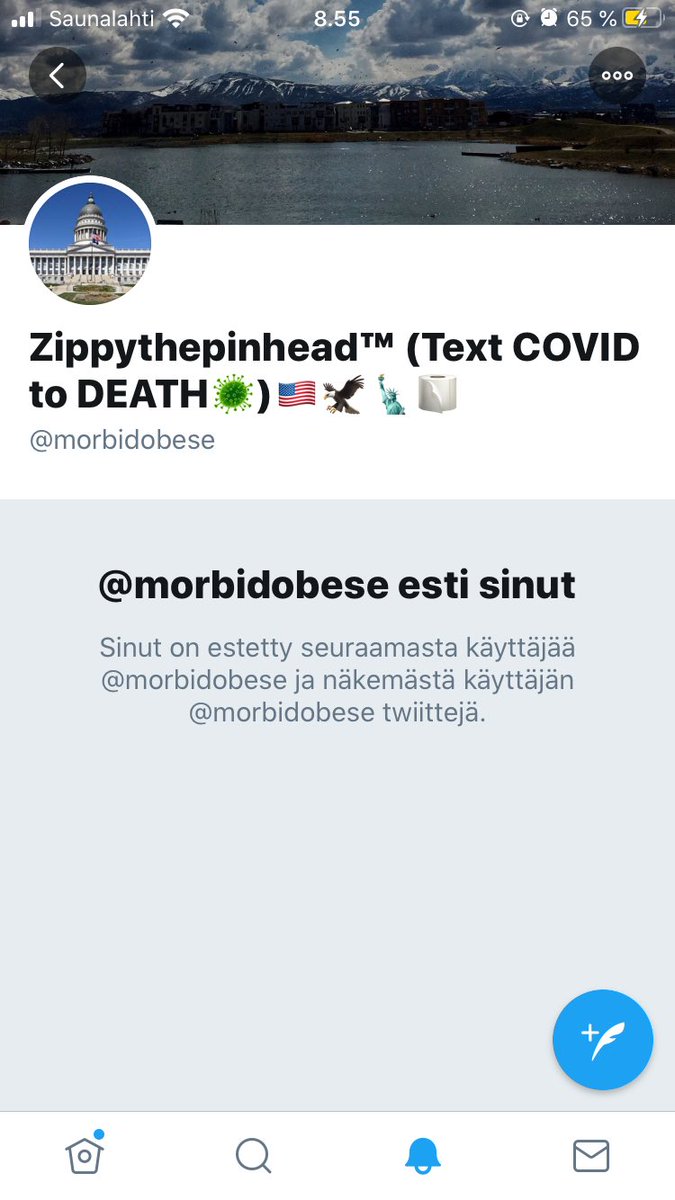 Saunalahti 8.55 65 %
Zippythepinhead™ (Text COVID
to DEATH🦠)🇺🇸🦅🗽🧻
@morbidobese
@morbidobese esti sinut
Sinut on estetty seuraamasta käyttäjää
@morbidobese ja näkemästä käyttäjän
@morbidobese twiittejä.